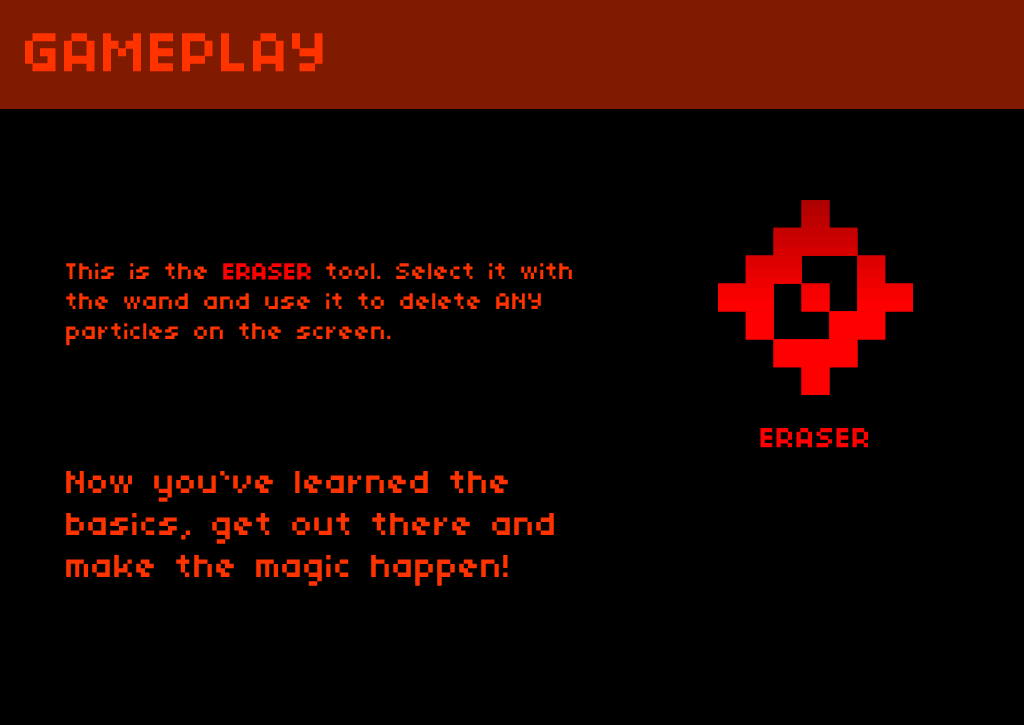 GAMEPLAY
This is the ERASER tool. Select it with
the wand and use it to delete ANY
particles on the screen.
ERASER
Now you've learned the
basics, get out there and
make the magic happen!